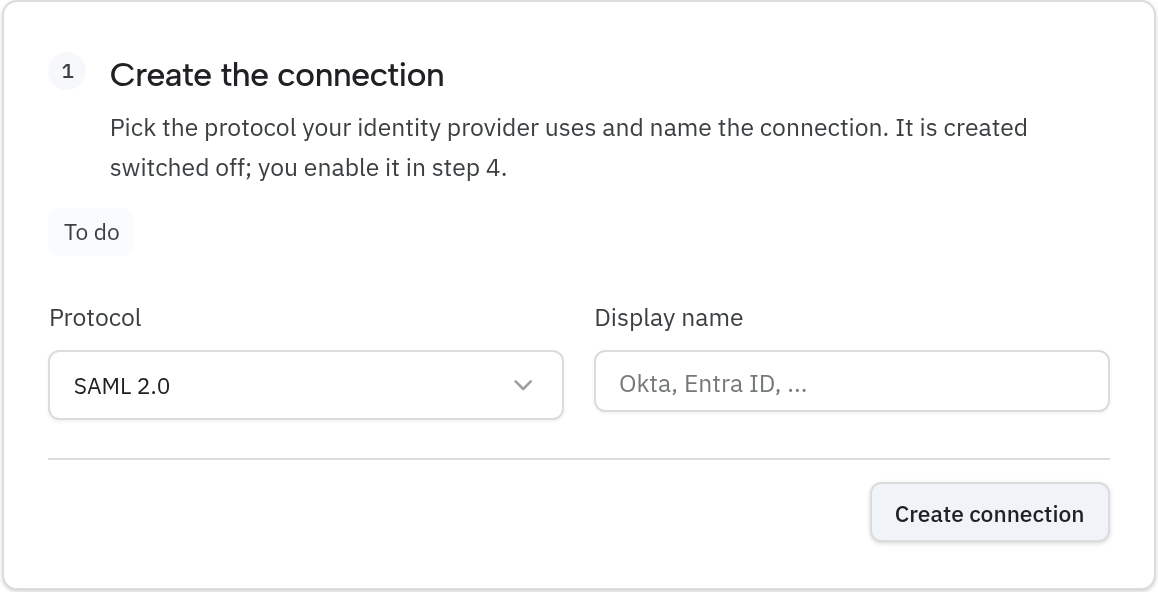 1
Create the connection
Pick the protocol your identity provider uses and name the connection. It is created
switched off; you enable it in step 4.
To do
Protocol
Display name
SAML 2.0
Okta, Entra ID, ...
Create connection